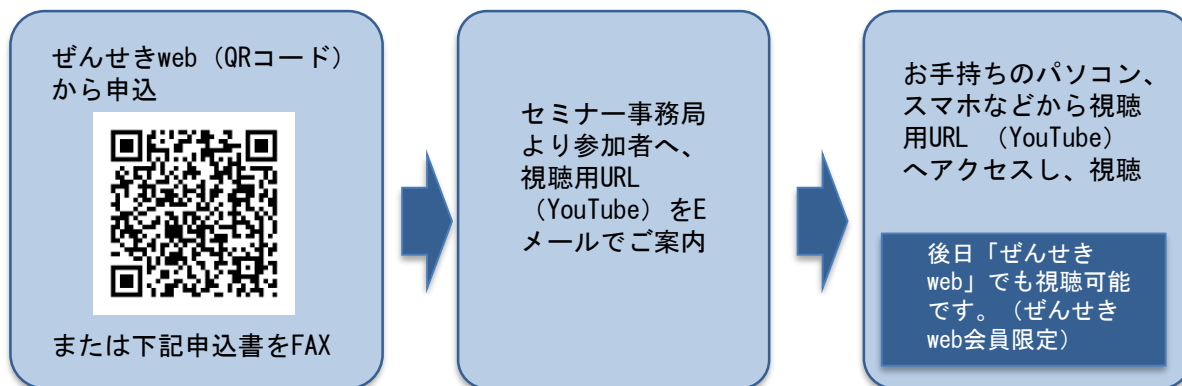 ぜんせきweb（QRコード）
から申込
または下記申込書をFAX
セミナー事務局
より参加者へ、
視聴用URL
（YouTube）をE
メールでご案内
お手持ちのパソコン、
スマホなどから視聴
用URL （YouTube）
へアクセスし、視聴
後日「ぜんせき
web」でも視聴可能
です。（ぜんせき
web会員限定）